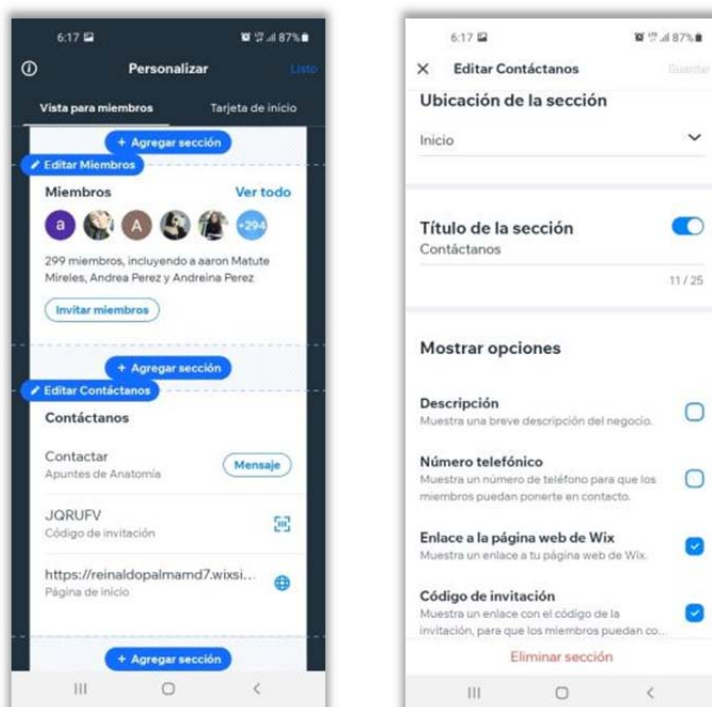 6:17
87%
Personalizar
Listo
Vista para miembros
Tarjeta de inicio
+ Agregar sección
Editar Miembros
Miembros
Ver todo
a
A
+294
299 miembros, incluyendo a aaron Matute
Mireles, Andrea Perez y Andreina Perez
Invitar miembros
+ Agregar sección
Editar Contáctanos
Contáctanos
Contactar
Apuntes de Anatomía
Mensaje
JQRUFV
Código de invitación
https://reinaldopalmamd7.wixsi...
Página de inicio
+ Agregar sección
6:17
87%
Editar Contáctanos
Guardar
Ubicación de la sección
Inicio
Título de la sección
Contáctanos
11 / 25
Mostrar opciones
Descripción
Muestra una breve descripción del negocio.
Número telefónico
Muestra un número de teléfono para que los
miembros puedan ponerte en contacto.
Enlace a la página web de Wix
Muestra un enlace a tu página web de Wix.
Código de invitación
Muestra un enlace con el código de la
invitación, para que los miembros puedan co...
Eliminar sección